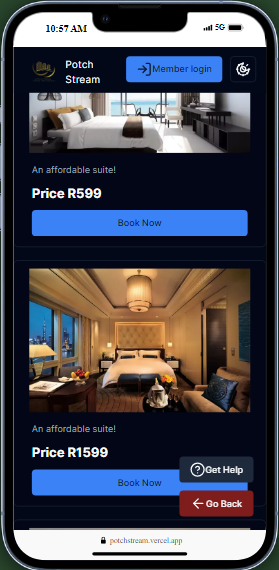 10:57 AM
5G
Potch
Stream
Member login
An affordable suite!
Price R599
Book Now
An affordable suite!
Price R1599
Book Now
Get Help
Go Back
potchstream.vercel.app